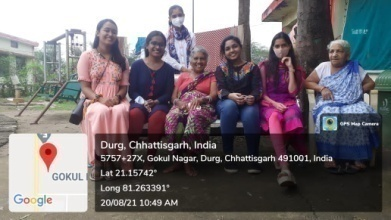 GPS Map Camera
Durg, Chhattisgarh, India
5757+27X, Gokul Nagar, Durg, Chhattisgarh 491001, India
Lat 21.15742°
Long 81.263391°
20/08/21 10:49 AM
GOKUL
Google